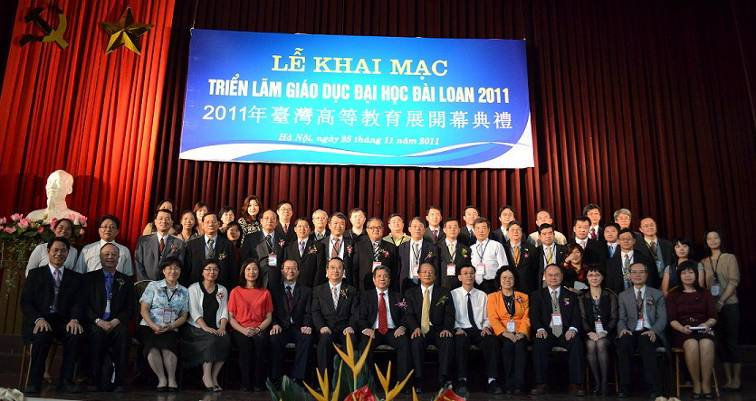 LỄ KHAI MẠC
TRIỂN LÃM GIÁO DỤC ĐẠI HỌC ĐÀI LOAN 2011
2011年臺灣高等教育展開幕典禮
Hà Nội, ngày 25 tháng 11 năm 2011